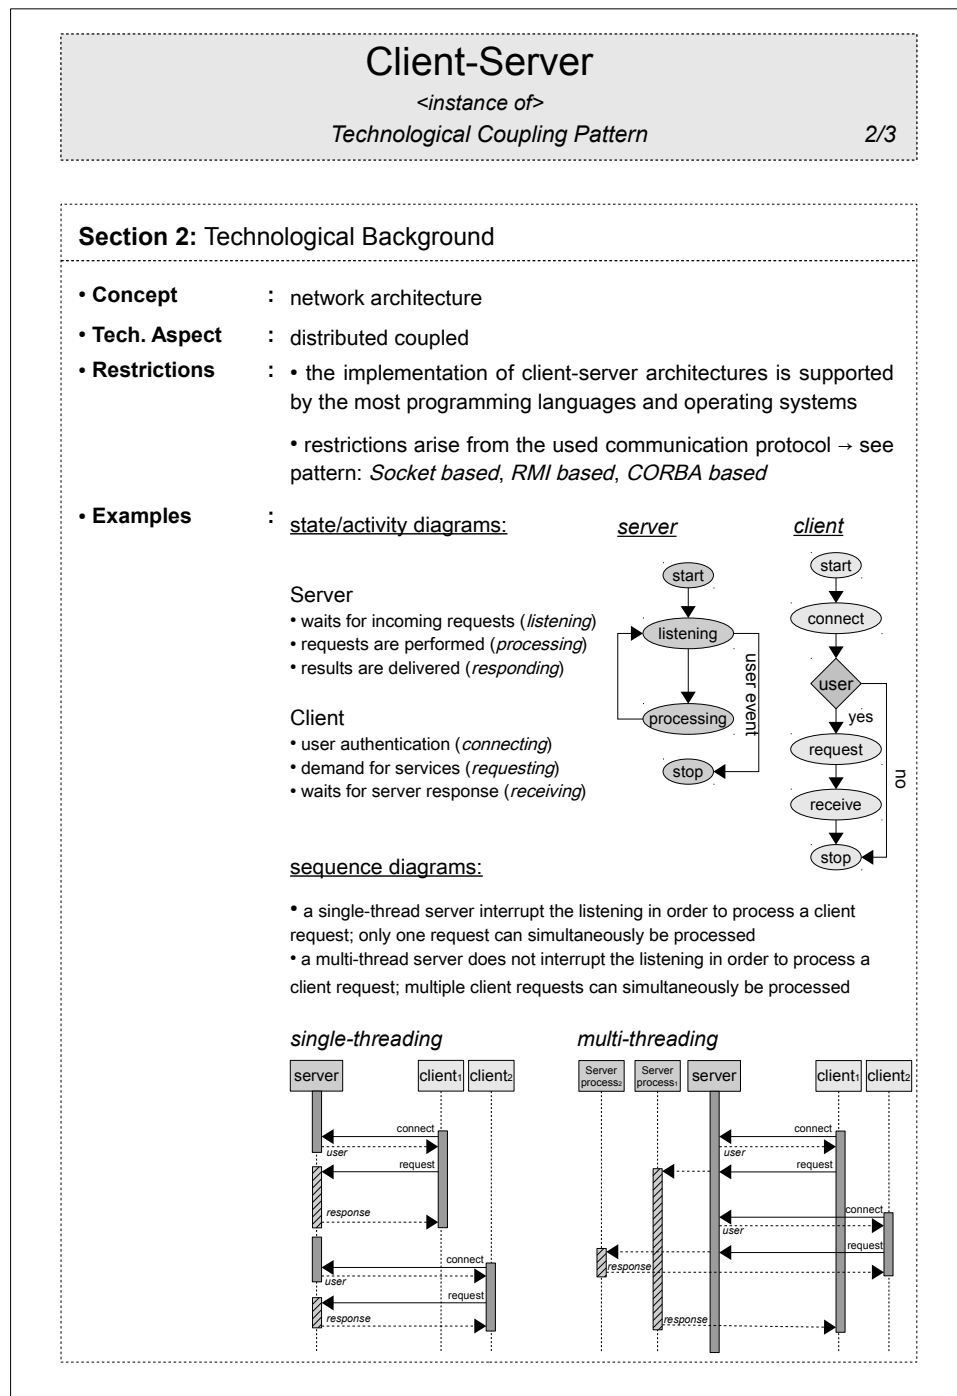 Client-Server
<instance of>
Technological Coupling Pattern 2/3
Section 2: Technological Background
• Concept : network architecture
• Tech. Aspect : distributed coupled
• Restrictions : • the implementation of client-server architectures is supported
by the most programming languages and operating systems
• restrictions arise from the used communication protocol → see
pattern: Socket based, RMI based, CORBA based
• Examples : state/activity diagrams:
server
client
Server
• waits for incoming requests (listening)
• requests are performed (processing)
• results are delivered (responding)
Client
• user authentication (connecting)
• demand for services (requesting)
• waits for server response (receiving)
start
listening
processing
user event
stop
start
connect
user
yes
request
no
receive
stop
sequence diagrams:
• a single-thread server interrupt the listening in order to process a client
request; only one request can simultaneously be processed
• a multi-thread server does not interrupt the listening in order to process a
client request; multiple client requests can simultaneously be processed
single-threading
server client₁ client₂
connect
user
request
response
connect
user
request
response
multi-threading
Server process₂ Server process₁ server client₁ client₂
connect
user
request
connect
user
request
response
response